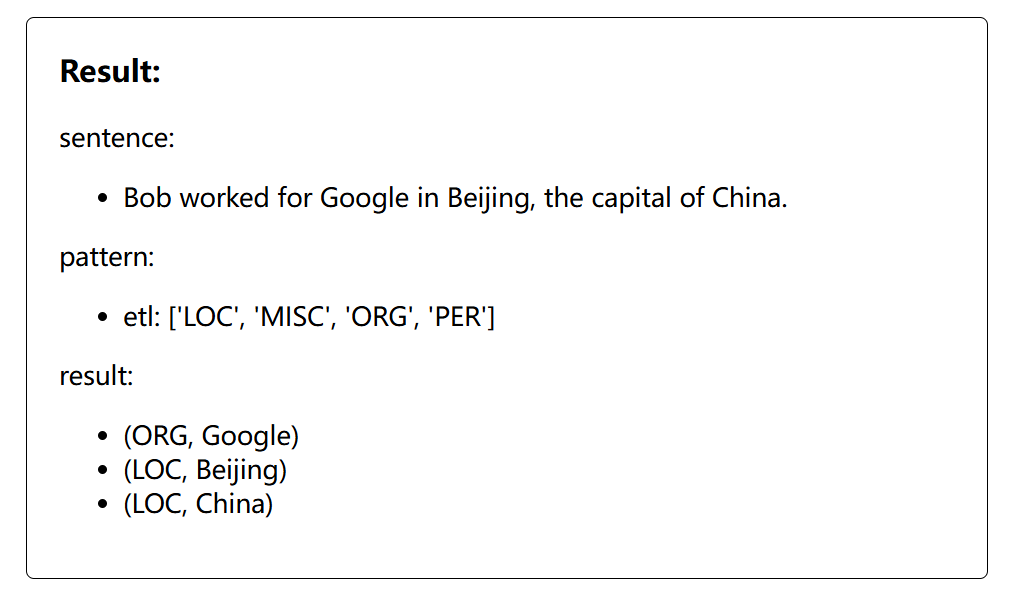 Result:
sentence:
• Bob worked for Google in Beijing, the capital of China.
pattern:
• etl: ['LOC', 'MISC', 'ORG', 'PER']
result:
• (ORG, Google)
• (LOC, Beijing)
• (LOC, China)